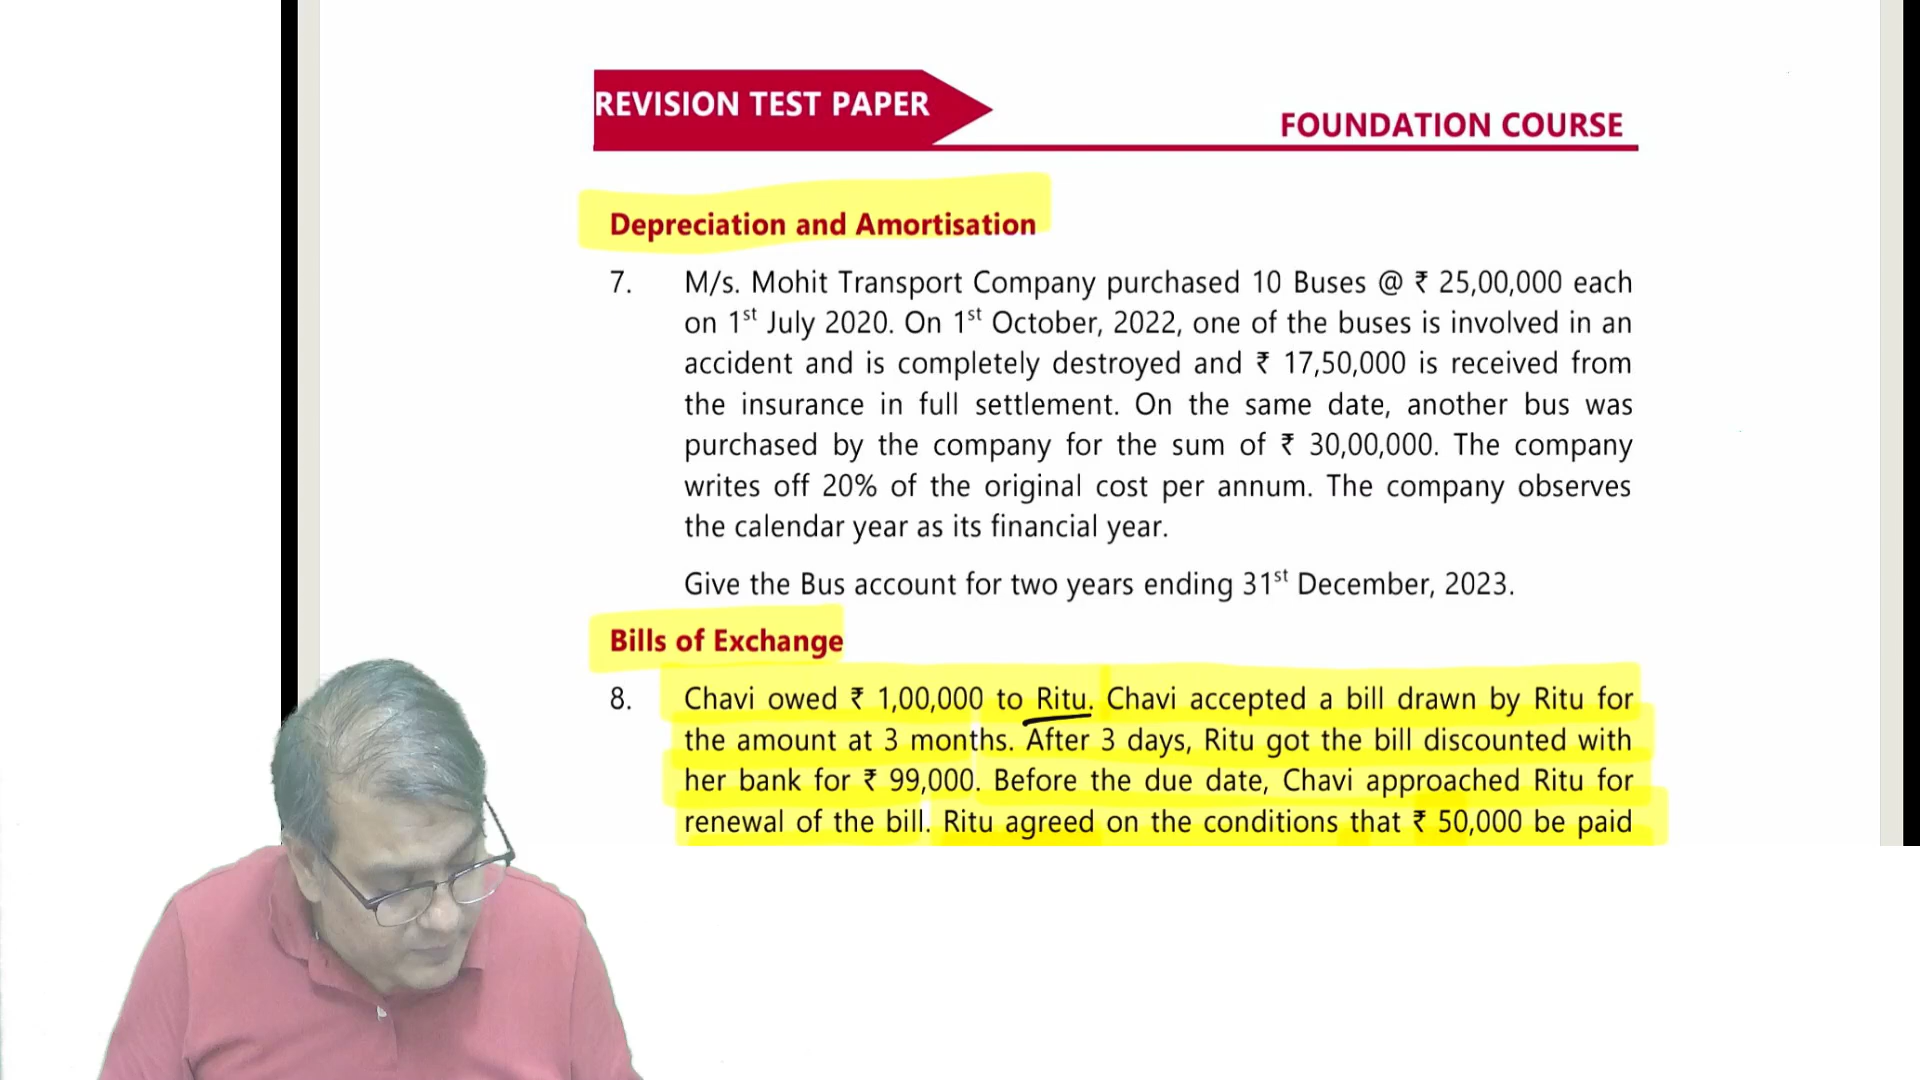 REVISION TEST PAPER
FOUNDATION COURSE
Depreciation and Amortisation
7. M/s. Mohit Transport Company purchased 10 Buses @ ₹ 25,00,000 each
on 1st July 2020. On 1st October, 2022, one of the buses is involved in an
accident and is completely destroyed and ₹ 17,50,000 is received from
the insurance in full settlement. On the same date, another bus was
purchased by the company for the sum of ₹ 30,00,000. The company
writes off 20% of the original cost per annum. The company observes
the calendar year as its financial year.
Give the Bus account for two years ending 31st December, 2023.
Bills of Exchange
8. Chavi owed ₹ 1,00,000 to Ritu. Chavi accepted a bill drawn by Ritu for
the amount at 3 months. After 3 days, Ritu got the bill discounted with
her bank for ₹ 99,000. Before the due date, Chavi approached Ritu for
renewal of the bill. Ritu agreed on the conditions that ₹ 50,000 be paid